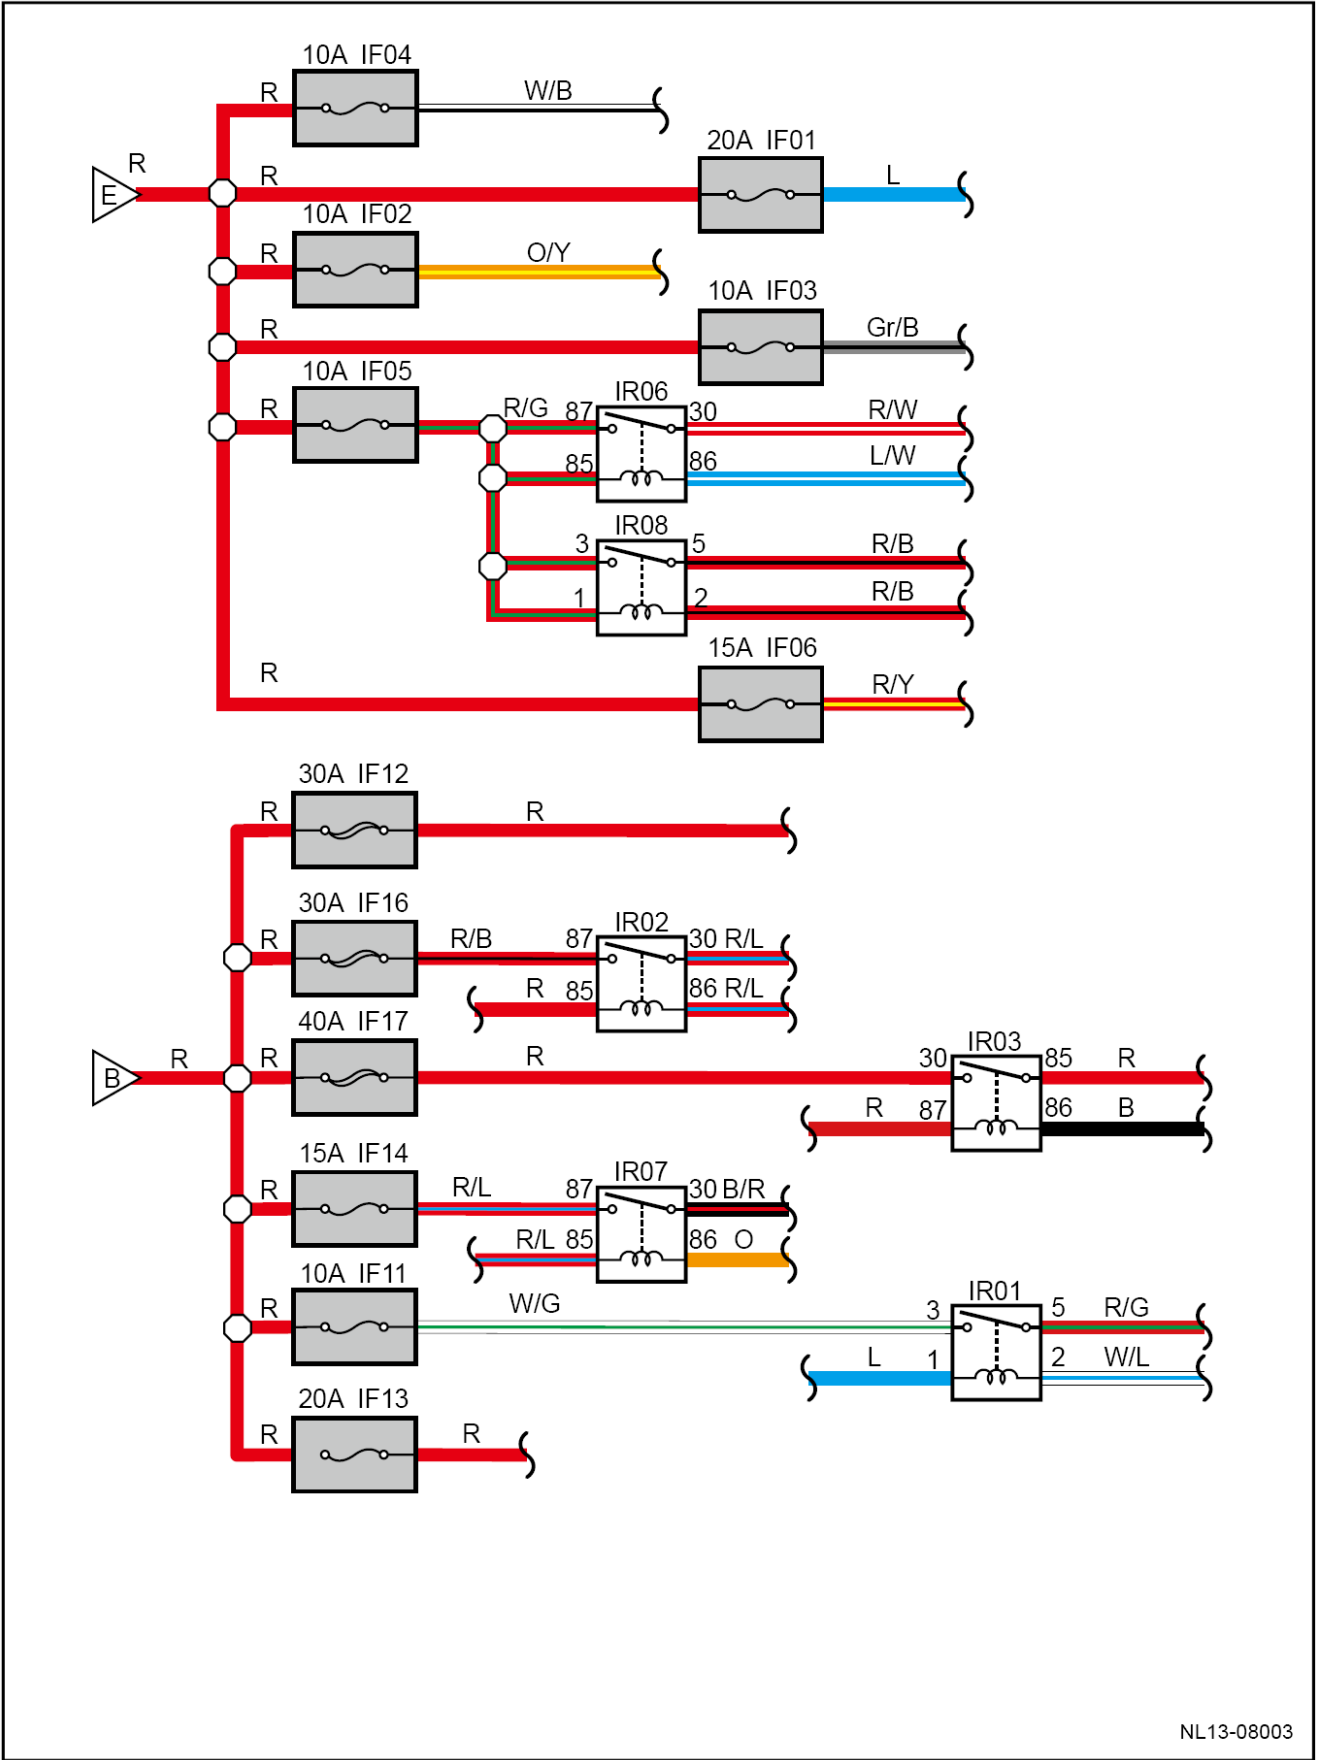 10A IF04
R
W/B
20A IF01
R
E
R
L
10A IF02
R
O/Y
10A IF03
R
Gr/B
10A IF05
R
R/G
IR06
87
30
R/W
85
86
L/W
IR08
3
5
R/B
1
2
R/B
15A IF06
R
R/Y
30A IF12
R
R
30A IF16
R
R/B
IR02
87
30 R/L
R 85
86 R/L
40A IF17
B
R
R
R
IR03
30
85
R
R
87
86
B
15A IF14
R
R/L
IR07
87
30 B/R
R/L 85
86 O
10A IF11
R
W/G
IR01
3
5
R/G
L
1
2
W/L
20A IF13
R
R
NL13-08003